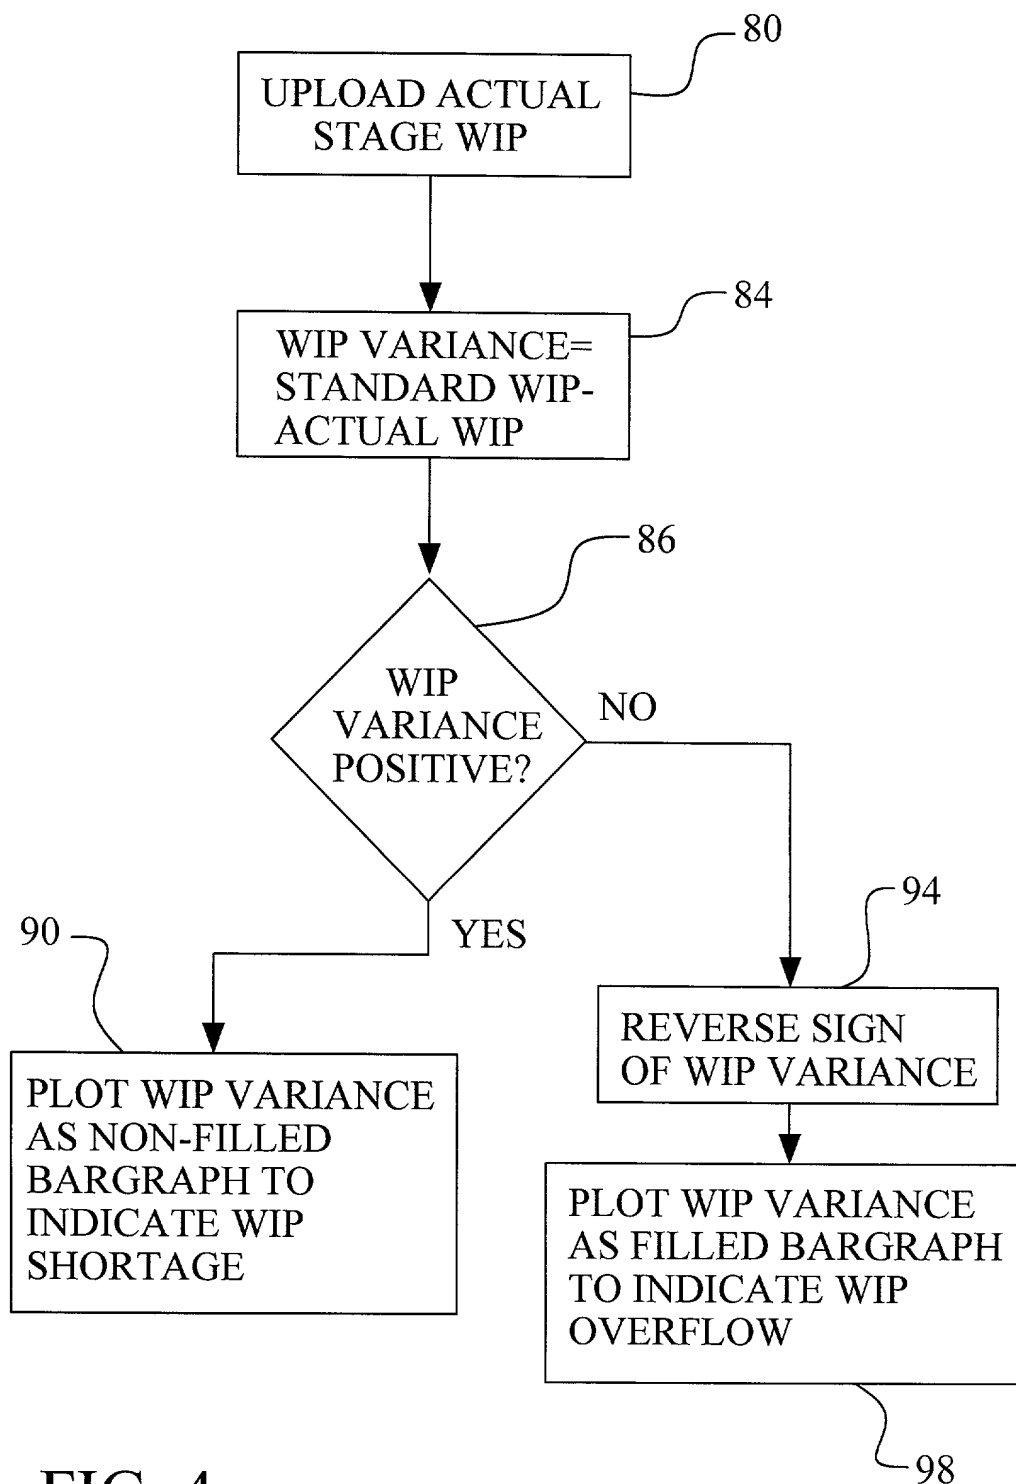 80
UPLOAD ACTUAL
STAGE WIP
84
WIP VARIANCE=
STANDARD WIP-
ACTUAL WIP
86
WIP
VARIANCE
POSITIVE?
NO
YES
90
94
PLOT WIP VARIANCE
AS NON-FILLED
BARGRAPH TO
INDICATE WIP
SHORTAGE
REVERSE SIGN
OF WIP VARIANCE
PLOT WIP VARIANCE
AS FILLED BARGRAPH
TO INDICATE WIP
OVERFLOW
98
FIG. 4